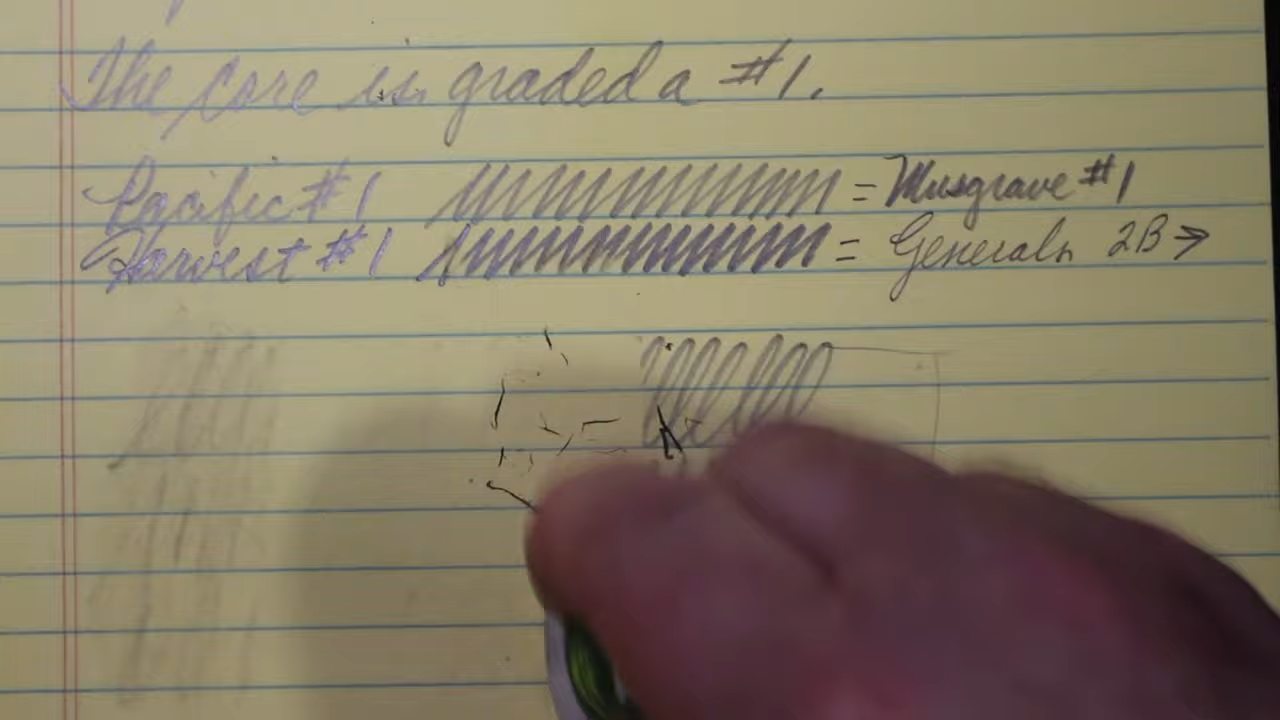 The core is graded a #1.
Pacific #1 = Musgrave #1
Harvest #1 = Generals 2B →